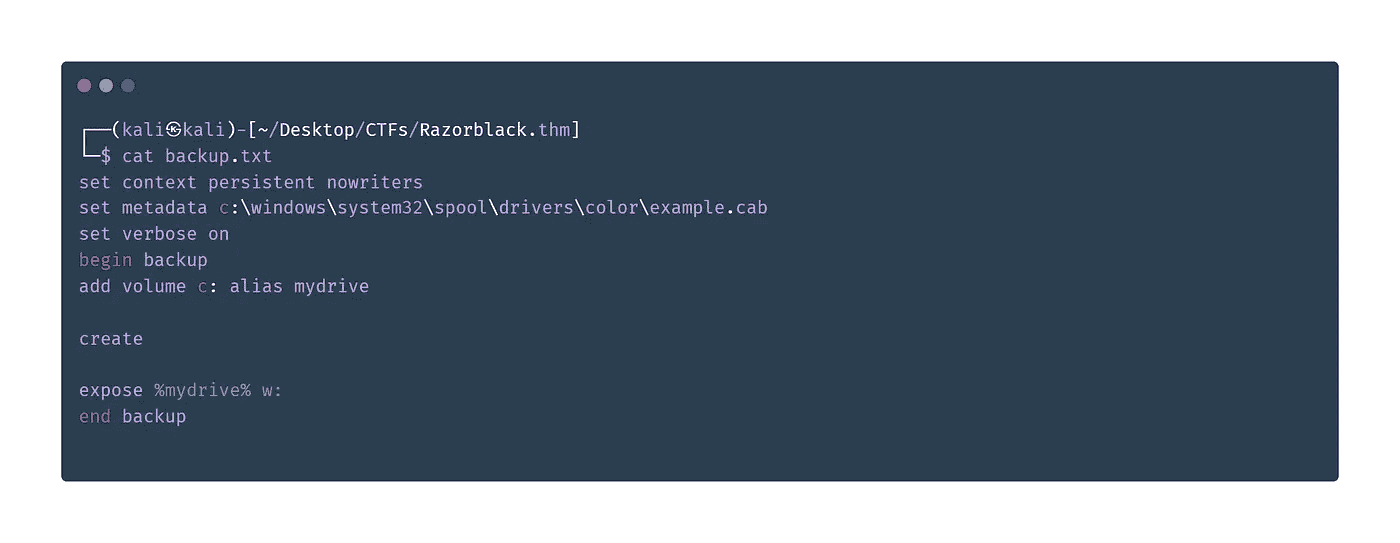 ┌──(kali㉿kali)-[~/Desktop/CTFs/Razorblack.thm]
└─$ cat backup.txt
set context persistent nowriters
set metadata c:\windows\system32\spool\drivers\color\example.cab
set verbose on
begin backup
add volume c: alias mydrive
create
expose %mydrive% w:
end backup